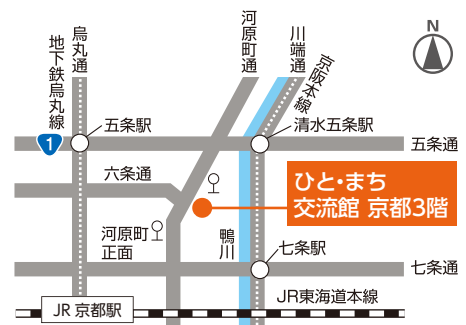 烏丸通
地下鉄烏丸線
河原町通
川端通
京阪本線
N
1
五条駅
清水五条駅
五条通
六条通
ひと・まち
交流館 京都3階
河原町
正面
鴨川
七条駅
七条通
JR東海道本線
JR 京都駅